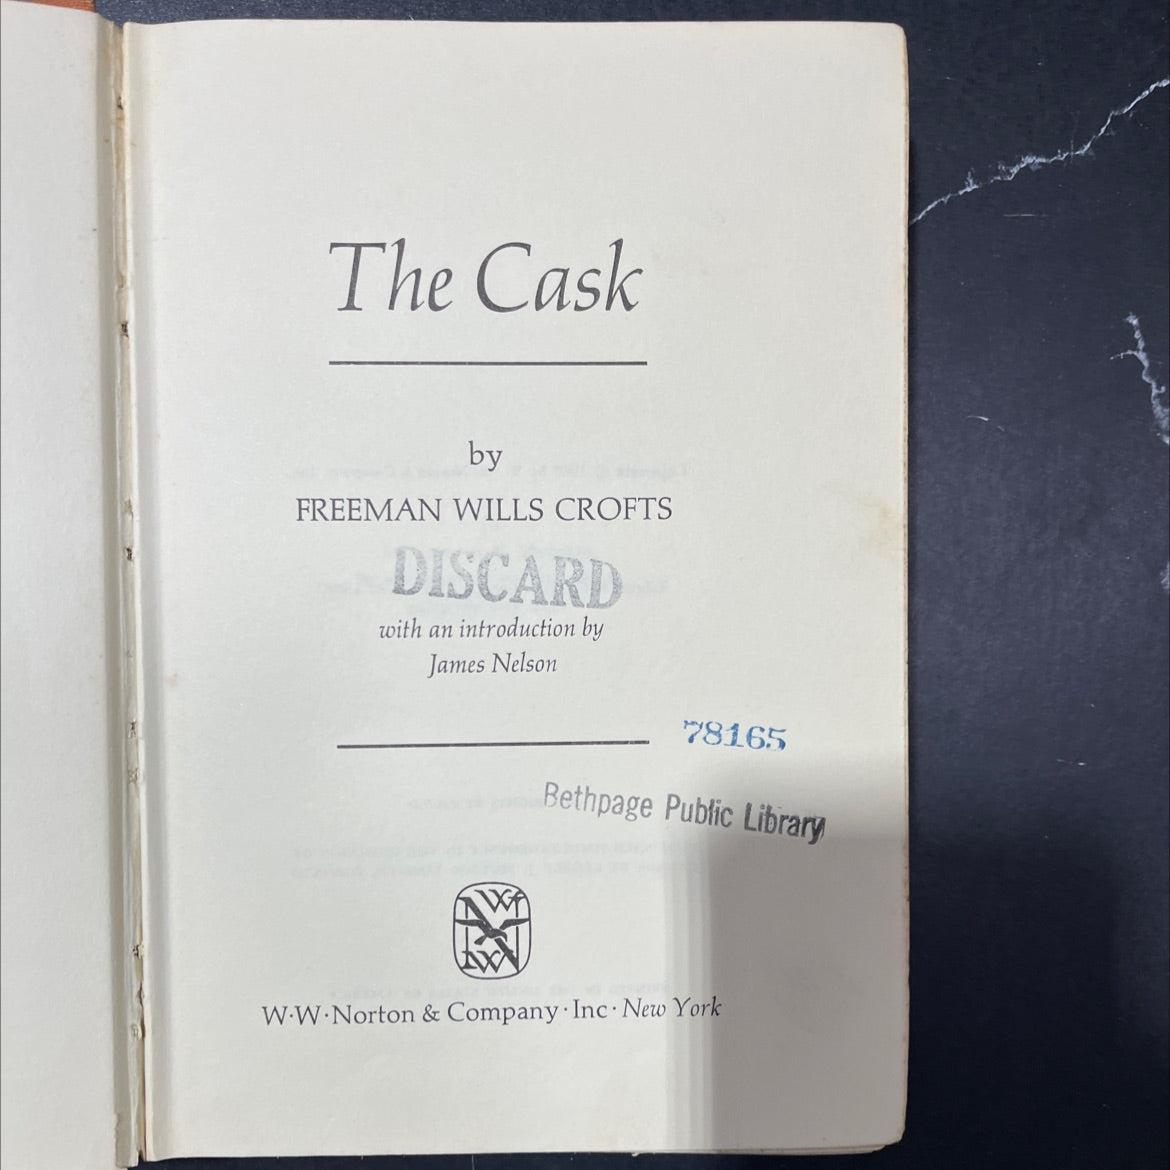 The Cask
by
FREEMAN WILLS CROFTS
DISCARD
with an introduction by
James Nelson
78165
Bethpage Public Library
W·W·Norton & Company·Inc·New York